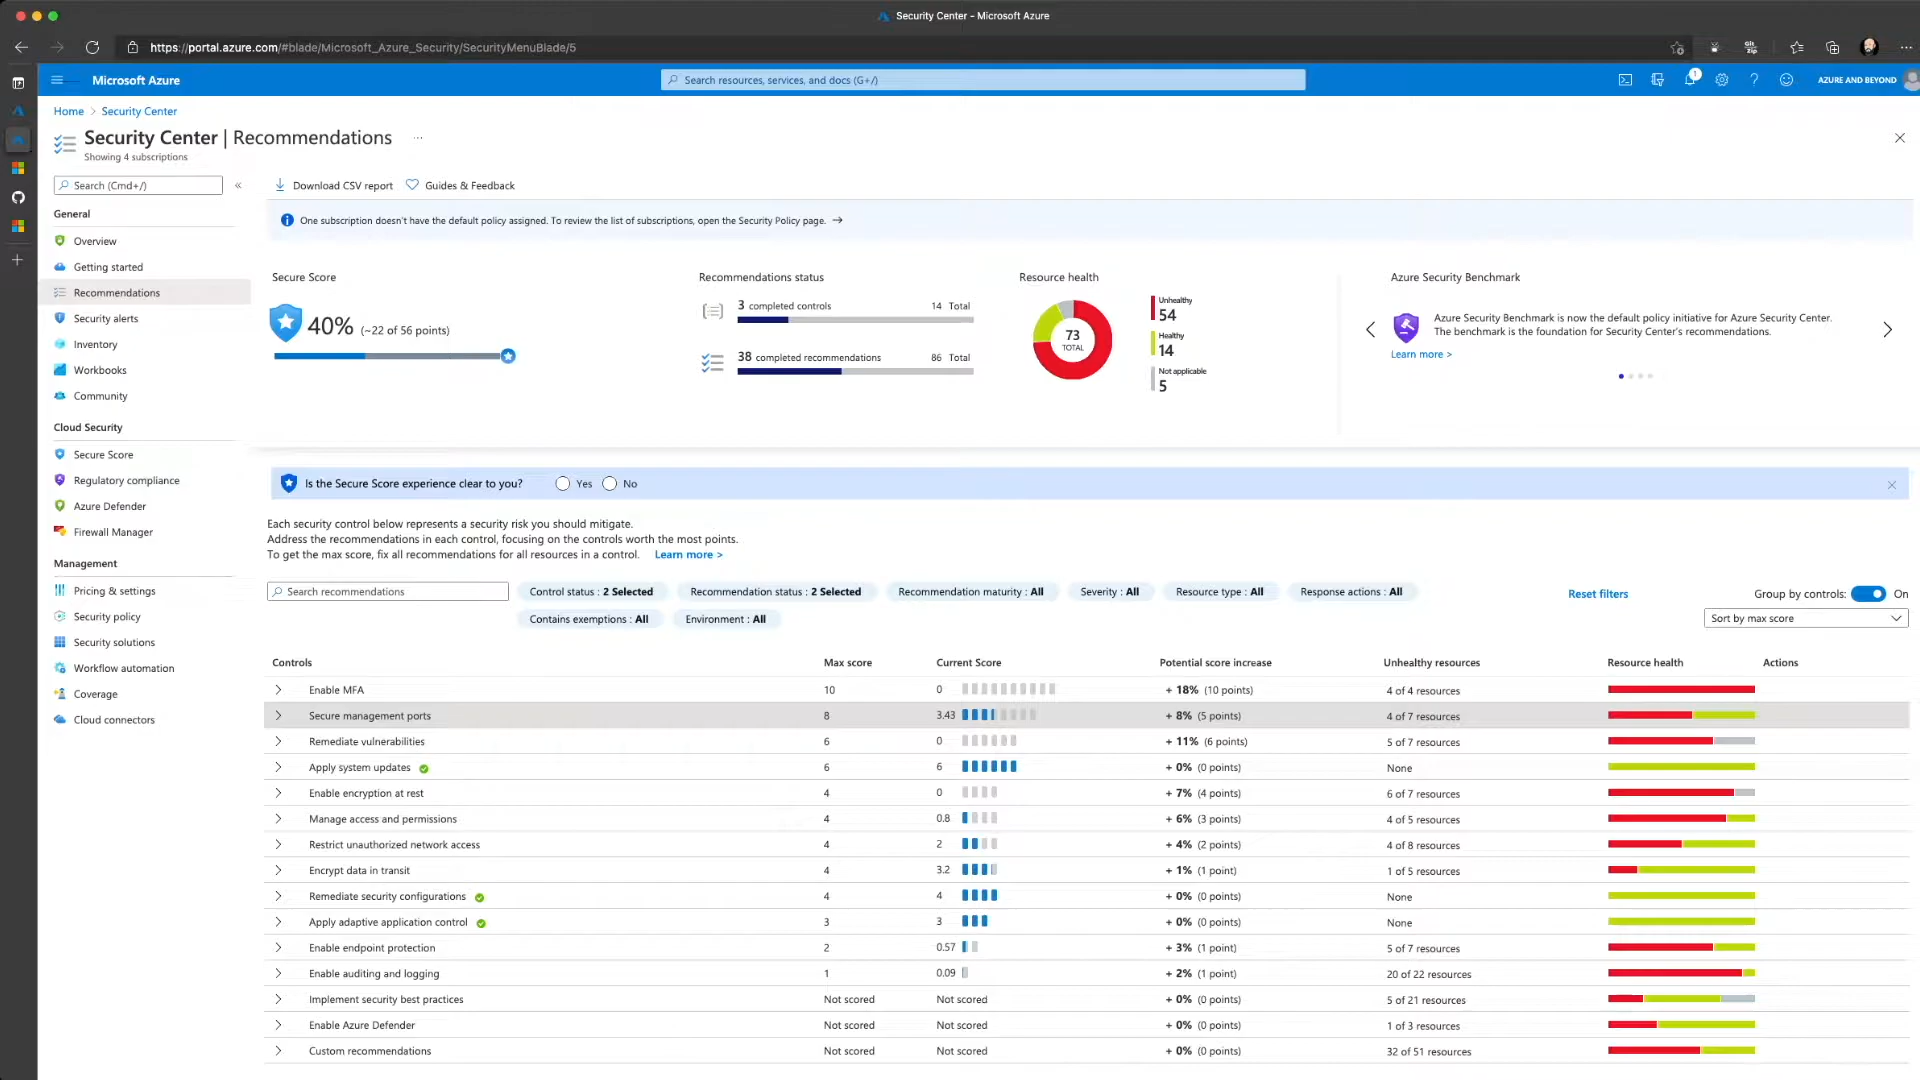 Security Center - Microsoft Azure
https://portal.azure.com/#blade/Microsoft_Azure_Security/SecurityMenuBlade/5
Microsoft Azure
Search resources, services, and docs (G+/)
1
AZURE AND BEYOND
Home > Security Center
Security Center | Recommendations ...
Showing 4 subscriptions
Search (Cmd+/) «
Download CSV report
Guides & Feedback
One subscription doesn't have the default policy assigned. To review the list of subscriptions, open the Security Policy page. →
General
Overview
Getting started
Recommendations
Security alerts
Inventory
Workbooks
Community
Cloud Security
Secure Score
Regulatory compliance
Azure Defender
Firewall Manager
Management
Pricing & settings
Security policy
Security solutions
Workflow automation
Coverage
Cloud connectors
Secure Score
40% (~22 of 56 points)
Recommendations status
3 completed controls 14 Total
38 completed recommendations 86 Total
Resource health
73
TOTAL
Unhealthy
54
Healthy
14
Not applicable
5
Azure Security Benchmark
Azure Security Benchmark is now the default policy initiative for Azure Security Center.
The benchmark is the foundation for Security Center's recommendations.
Learn more >
Is the Secure Score experience clear to you? Yes No
Each security control below represents a security risk you should mitigate.
Address the recommendations in each control, focusing on the controls worth the most points.
To get the max score, fix all recommendations for all resources in a control. Learn more >
Search recommendations
Control status : 2 Selected
Recommendation status : 2 Selected
Recommendation maturity : All
Severity : All
Resource type : All
Response actions : All
Contains exemptions : All
Environment : All
Reset filters
Group by controls: On
Sort by max score
Controls Max score Current Score Potential score increase Unhealthy resources Resource health Actions
Enable MFA 10 0 + 18% (10 points) 4 of 4 resources
Secure management ports 8 3.43 + 8% (5 points) 4 of 7 resources
Remediate vulnerabilities 6 0 + 11% (6 points) 5 of 7 resources
Apply system updates 6 6 + 0% (0 points) None
Enable encryption at rest 4 0 + 7% (4 points) 6 of 7 resources
Manage access and permissions 4 0.8 + 6% (3 points) 4 of 5 resources
Restrict unauthorized network access 4 2 + 4% (2 points) 4 of 8 resources
Encrypt data in transit 4 3.2 + 1% (1 point) 1 of 5 resources
Remediate security configurations 4 4 + 0% (0 points) None
Apply adaptive application control 3 3 + 0% (0 points) None
Enable endpoint protection 2 0.57 + 3% (1 point) 5 of 7 resources
Enable auditing and logging 1 0.09 + 2% (1 point) 20 of 22 resources
Implement security best practices Not scored Not scored + 0% (0 points) 5 of 21 resources
Enable Azure Defender Not scored Not scored + 0% (0 points) 1 of 3 resources
Custom recommendations Not scored Not scored + 0% (0 points) 32 of 51 resources